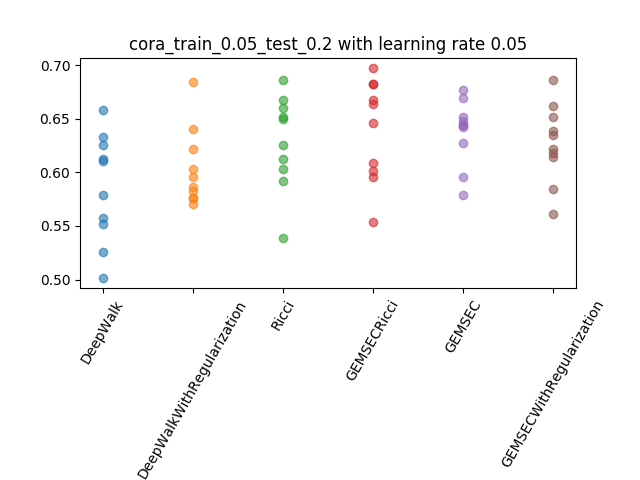 cora_train_0.05_test_0.2 with learning rate 0.05
0.70
0.65
0.60
0.55
0.50
DeepWalk
DeepWalkWithRegularization
Ricci
GEMSECRicci
GEMSEC
GEMSECWithRegularization